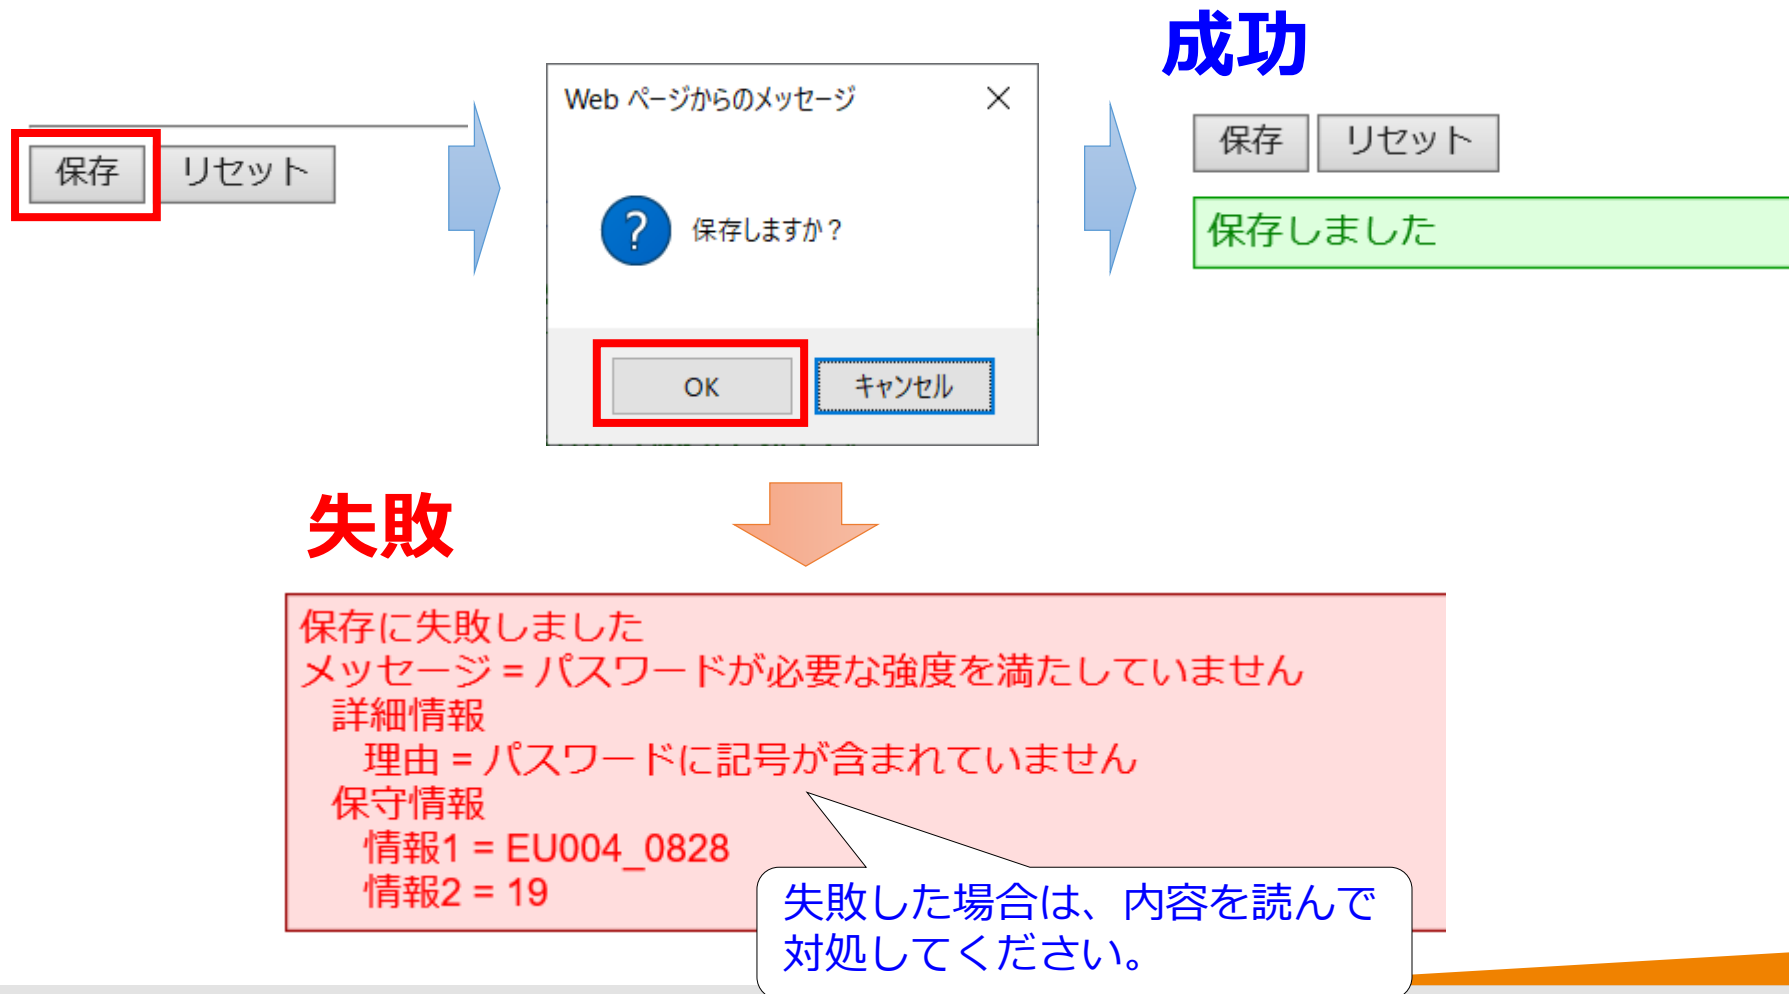 成功
保存
リセット
Web ページからのメッセージ
保存しますか？
OK
キャンセル
保存
リセット
保存しました
失敗
保存に失敗しました
メッセージ = パスワードが必要な強度を満たしていません
詳細情報
理由 = パスワードに記号が含まれていません
保守情報
情報1 = EU004_0828
情報2 = 19
失敗した場合は、内容を読んで
対処してください。